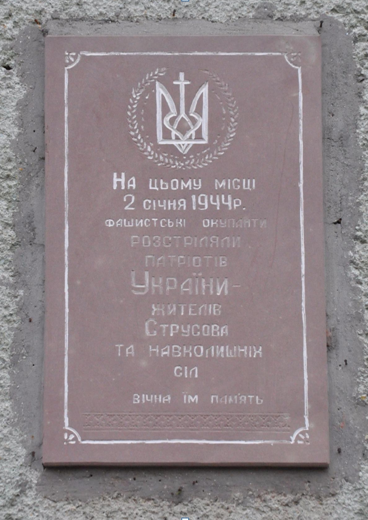 На цьому місці
2 січня 1944р.
фашистські окупанти
розстріляли
патріотів
України-
жителів
Струсова
та навколишніх
сіл
вічна їм пам'ять